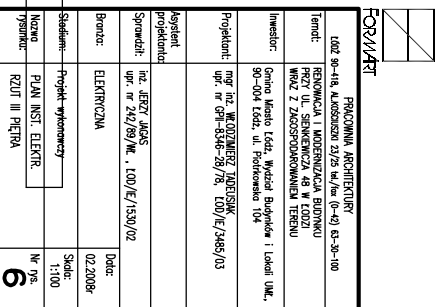 FORMART
PRACOWNIA ARCHITEKTURY
ŁÓDŹ 90-418, AL.KOŚCIUSZKI 23/25 tel./fax (0-42) 63-30-100
Temat: RENOWACJA I MODERNIZACJA BUDYNKU
PRZY UL. SIENKIEWICZA 48 W ŁODZI
WRAZ Z ZAGOSPODAROWANIEM TERENU
Inwestor: Gmina Miasto Łódź, Wydział Budynków i Lokali UMŁ,
90-004 Łódź, ul. Piotrkowska 104
Projektant: mgr inż. WŁODZIMIERZ TADEUSIAK
upr. nr GPII-8346-28/78, ŁOD/IE/3485/03
Asystent
projektanta:
Sprawdził: inż. JERZY JAGAS
upr. nr 242/89/WŁ , ŁOD/IE/1530/02
Branża: ELEKTRYCZNA
Data:
02.2008r
Stadium: Projekt wykonawczy
Skala:
1:100
Nazwa
rysunku: PLAN INST. ELEKTR.
RZUT III PIĘTRA
Nr rys.
6